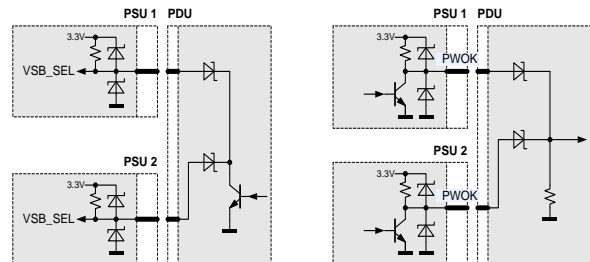 PSU 1 PDU
3.3V
VSB_SEL
PSU 2
3.3V
VSB_SEL
PSU 1 PDU
3.3V
PWOK
PSU 2
3.3V
PWOK